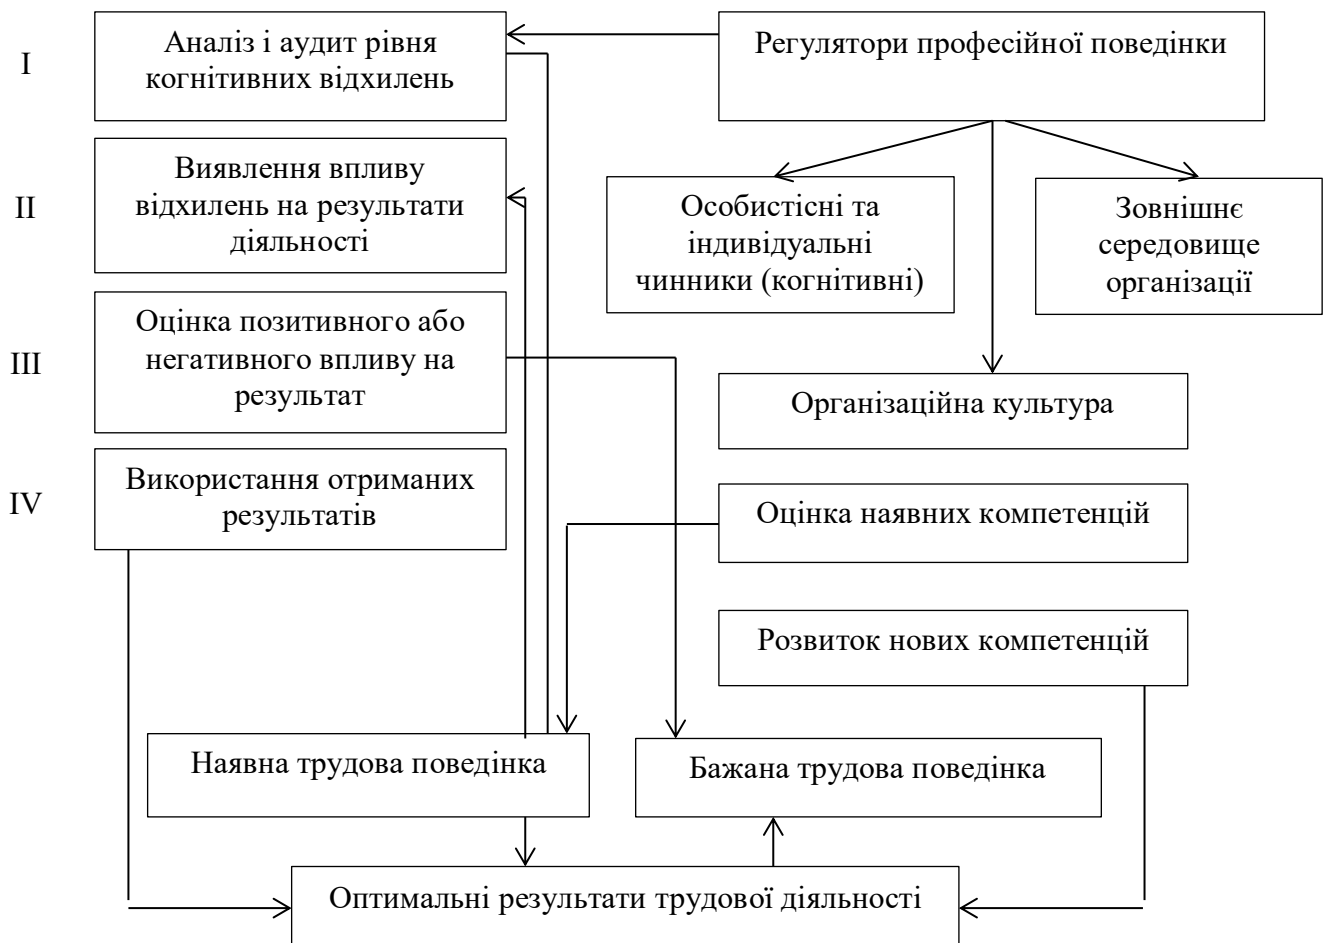 I
Аналіз і аудит рівня
когнітивних відхилень
Регулятори професійної поведінки
II
Виявлення впливу
відхилень на результати
діяльності
Особистісні та
індивідуальні
чинники (когнітивні)
Зовнішнє
середовище
організації
III
Оцінка позитивного або
негативного впливу на
результат
Організаційна культура
IV
Використання отриманих
результатів
Оцінка наявних компетенцій
Розвиток нових компетенцій
Наявна трудова поведінка
Бажана трудова поведінка
Оптимальні результати трудової діяльності